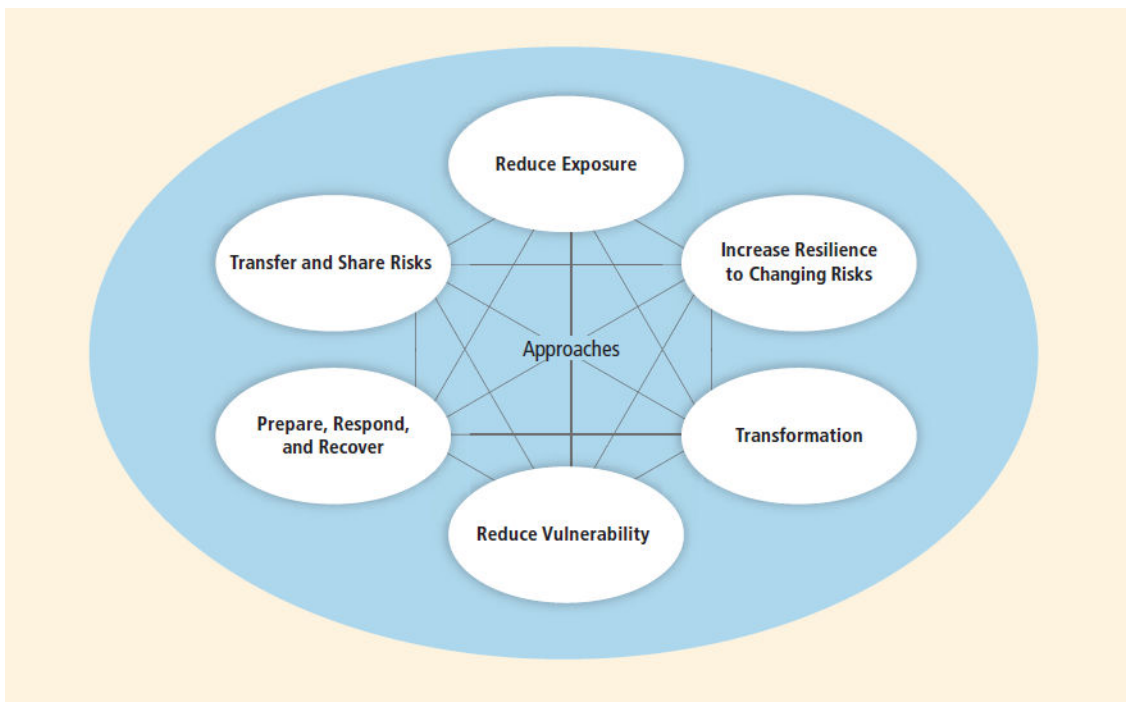 Reduce Exposure
Transfer and Share Risks
Increase Resilience
to Changing Risks
Approaches
Prepare, Respond,
and Recover
Transformation
Reduce Vulnerability